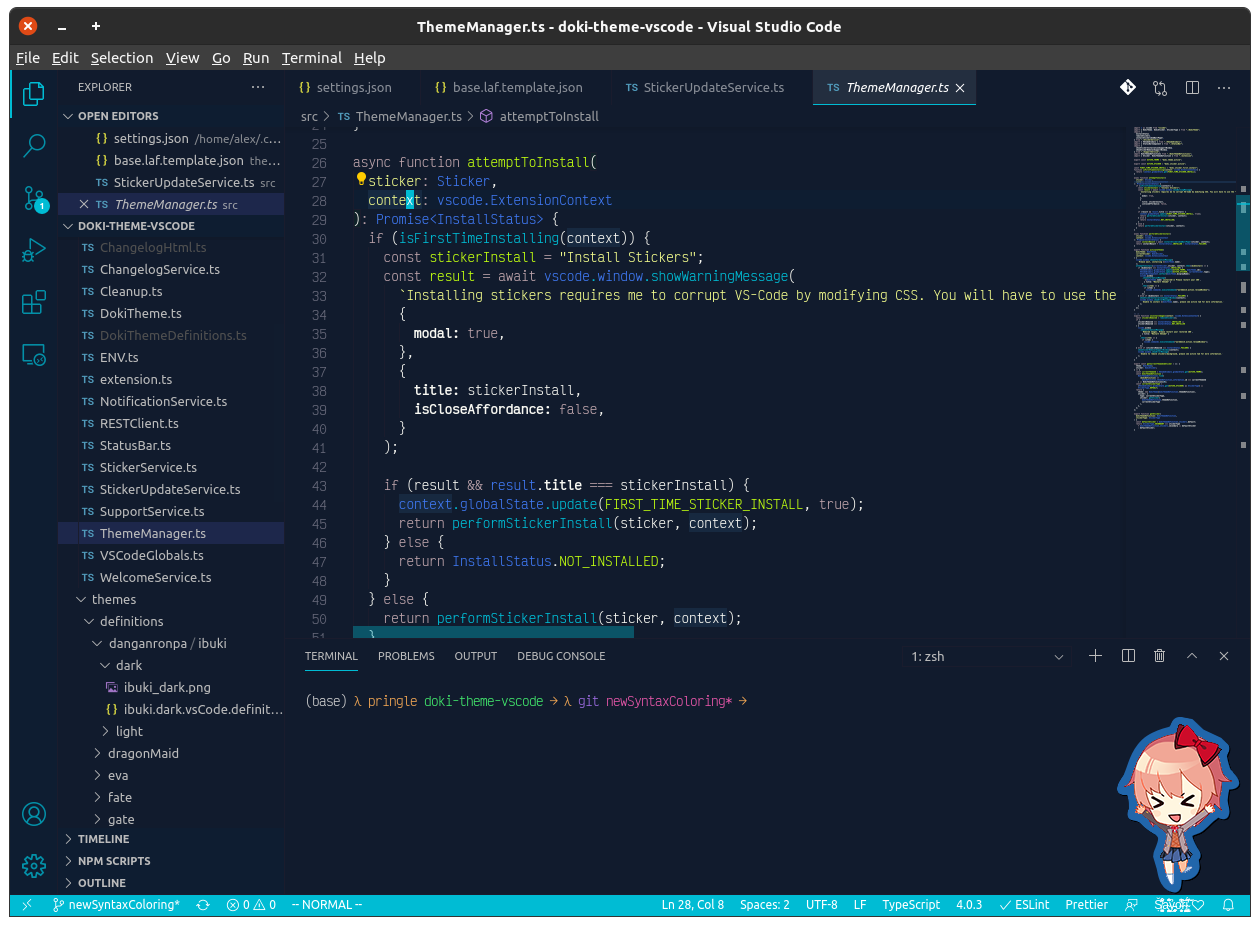 ThemeManager.ts - doki-theme-vscode - Visual Studio Code
File Edit Selection View Go Run Terminal Help
EXPLORER
OPEN EDITORS
{} settings.json /home/alex/.c...
{} base.laf.template.json the...
TS StickerUpdateService.ts src
TS ThemeManager.ts src
DOKI-THEME-VSCODE
TS ChangelogHtml.ts
TS ChangelogService.ts
TS Cleanup.ts
TS DokiTheme.ts
TS DokiThemeDefinitions.ts
TS ENV.ts
TS extension.ts
TS NotificationService.ts
TS RESTClient.ts
TS StatusBar.ts
TS StickerService.ts
TS StickerUpdateService.ts
TS SupportService.ts
TS ThemeManager.ts
TS VSCodeGlobals.ts
TS WelcomeService.ts
themes
definitions
danganronpa / ibuki
dark
ibuki_dark.png
{} ibuki.dark.vsCode.definit...
light
dragonMaid
eva
fate
gate
TIMELINE
NPM SCRIPTS
OUTLINE
1
{} settings.json {} base.laf.template.json TS StickerUpdateService.ts TS ThemeManager.ts
src > TS ThemeManager.ts > attemptToInstall
24 }
25
26 async function attemptToInstall(
27 sticker: Sticker,
28 context: vscode.ExtensionContext
29 ): Promise<InstallStatus> {
30 if (isFirstTimeInstalling(context)) {
31 const stickerInstall = "Install Stickers";
32 const result = await vscode.window.showWarningMessage(
33 `Installing stickers requires me to corrupt VS-Code by modifying CSS. You will have to use the
34 {
35 modal: true,
36 },
37 {
38 title: stickerInstall,
39 isCloseAffordance: false,
40 }
41 );
42
43 if (result && result.title === stickerInstall) {
44 context.globalState.update(FIRST_TIME_STICKER_INSTALL, true);
45 return performStickerInstall(sticker, context);
46 } else {
47 return InstallStatus.NOT_INSTALLED;
48 }
49 } else {
50 return performStickerInstall(sticker, context);
51 }
TERMINAL PROBLEMS OUTPUT DEBUG CONSOLE 1: zsh
(base) λ pringle doki-theme-vscode → λ git newSyntaxColoring* →
newSyntaxColoring* 0 0 -- NORMAL -- Ln 28, Col 8 Spaces: 2 UTF-8 LF TypeScript 4.0.3 ESLint Prettier